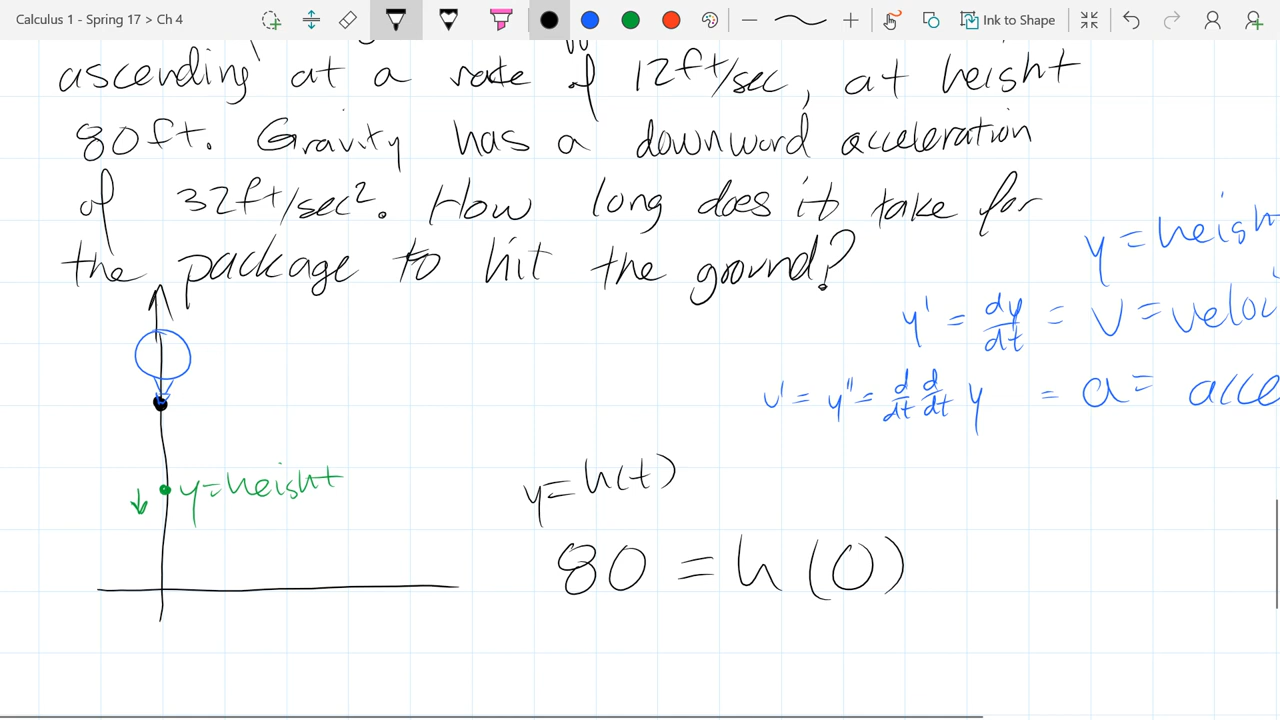 Calculus 1 - Spring 17 > Ch 4
Ink to Shape
ascending at a rate of 12ft/sec, at height
80ft. Gravity has a downward acceleration
of 32ft/sec². How long does it take for
the package to hit the ground?
y = height
y' = dy/dt = v = veloc
v' = y'' = d/dt d/dt y = a = acce
y=height
y=h(t)
80 = h(0)